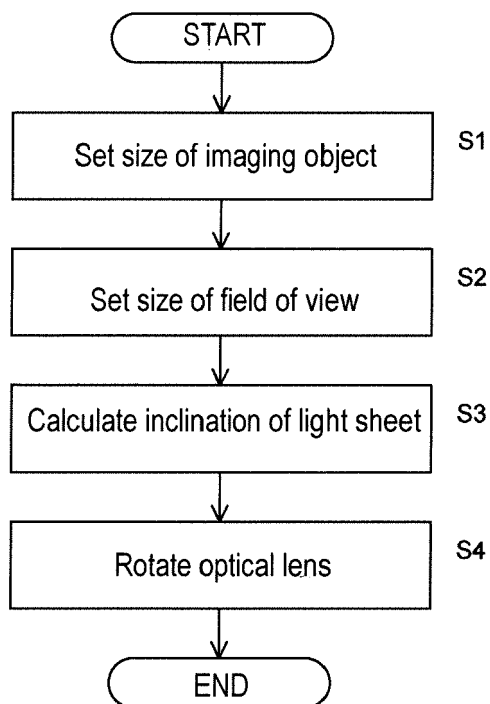 START
Set size of imaging object
S1
Set size of field of view
S2
Calculate inclination of light sheet
S3
Rotate optical lens
S4
END